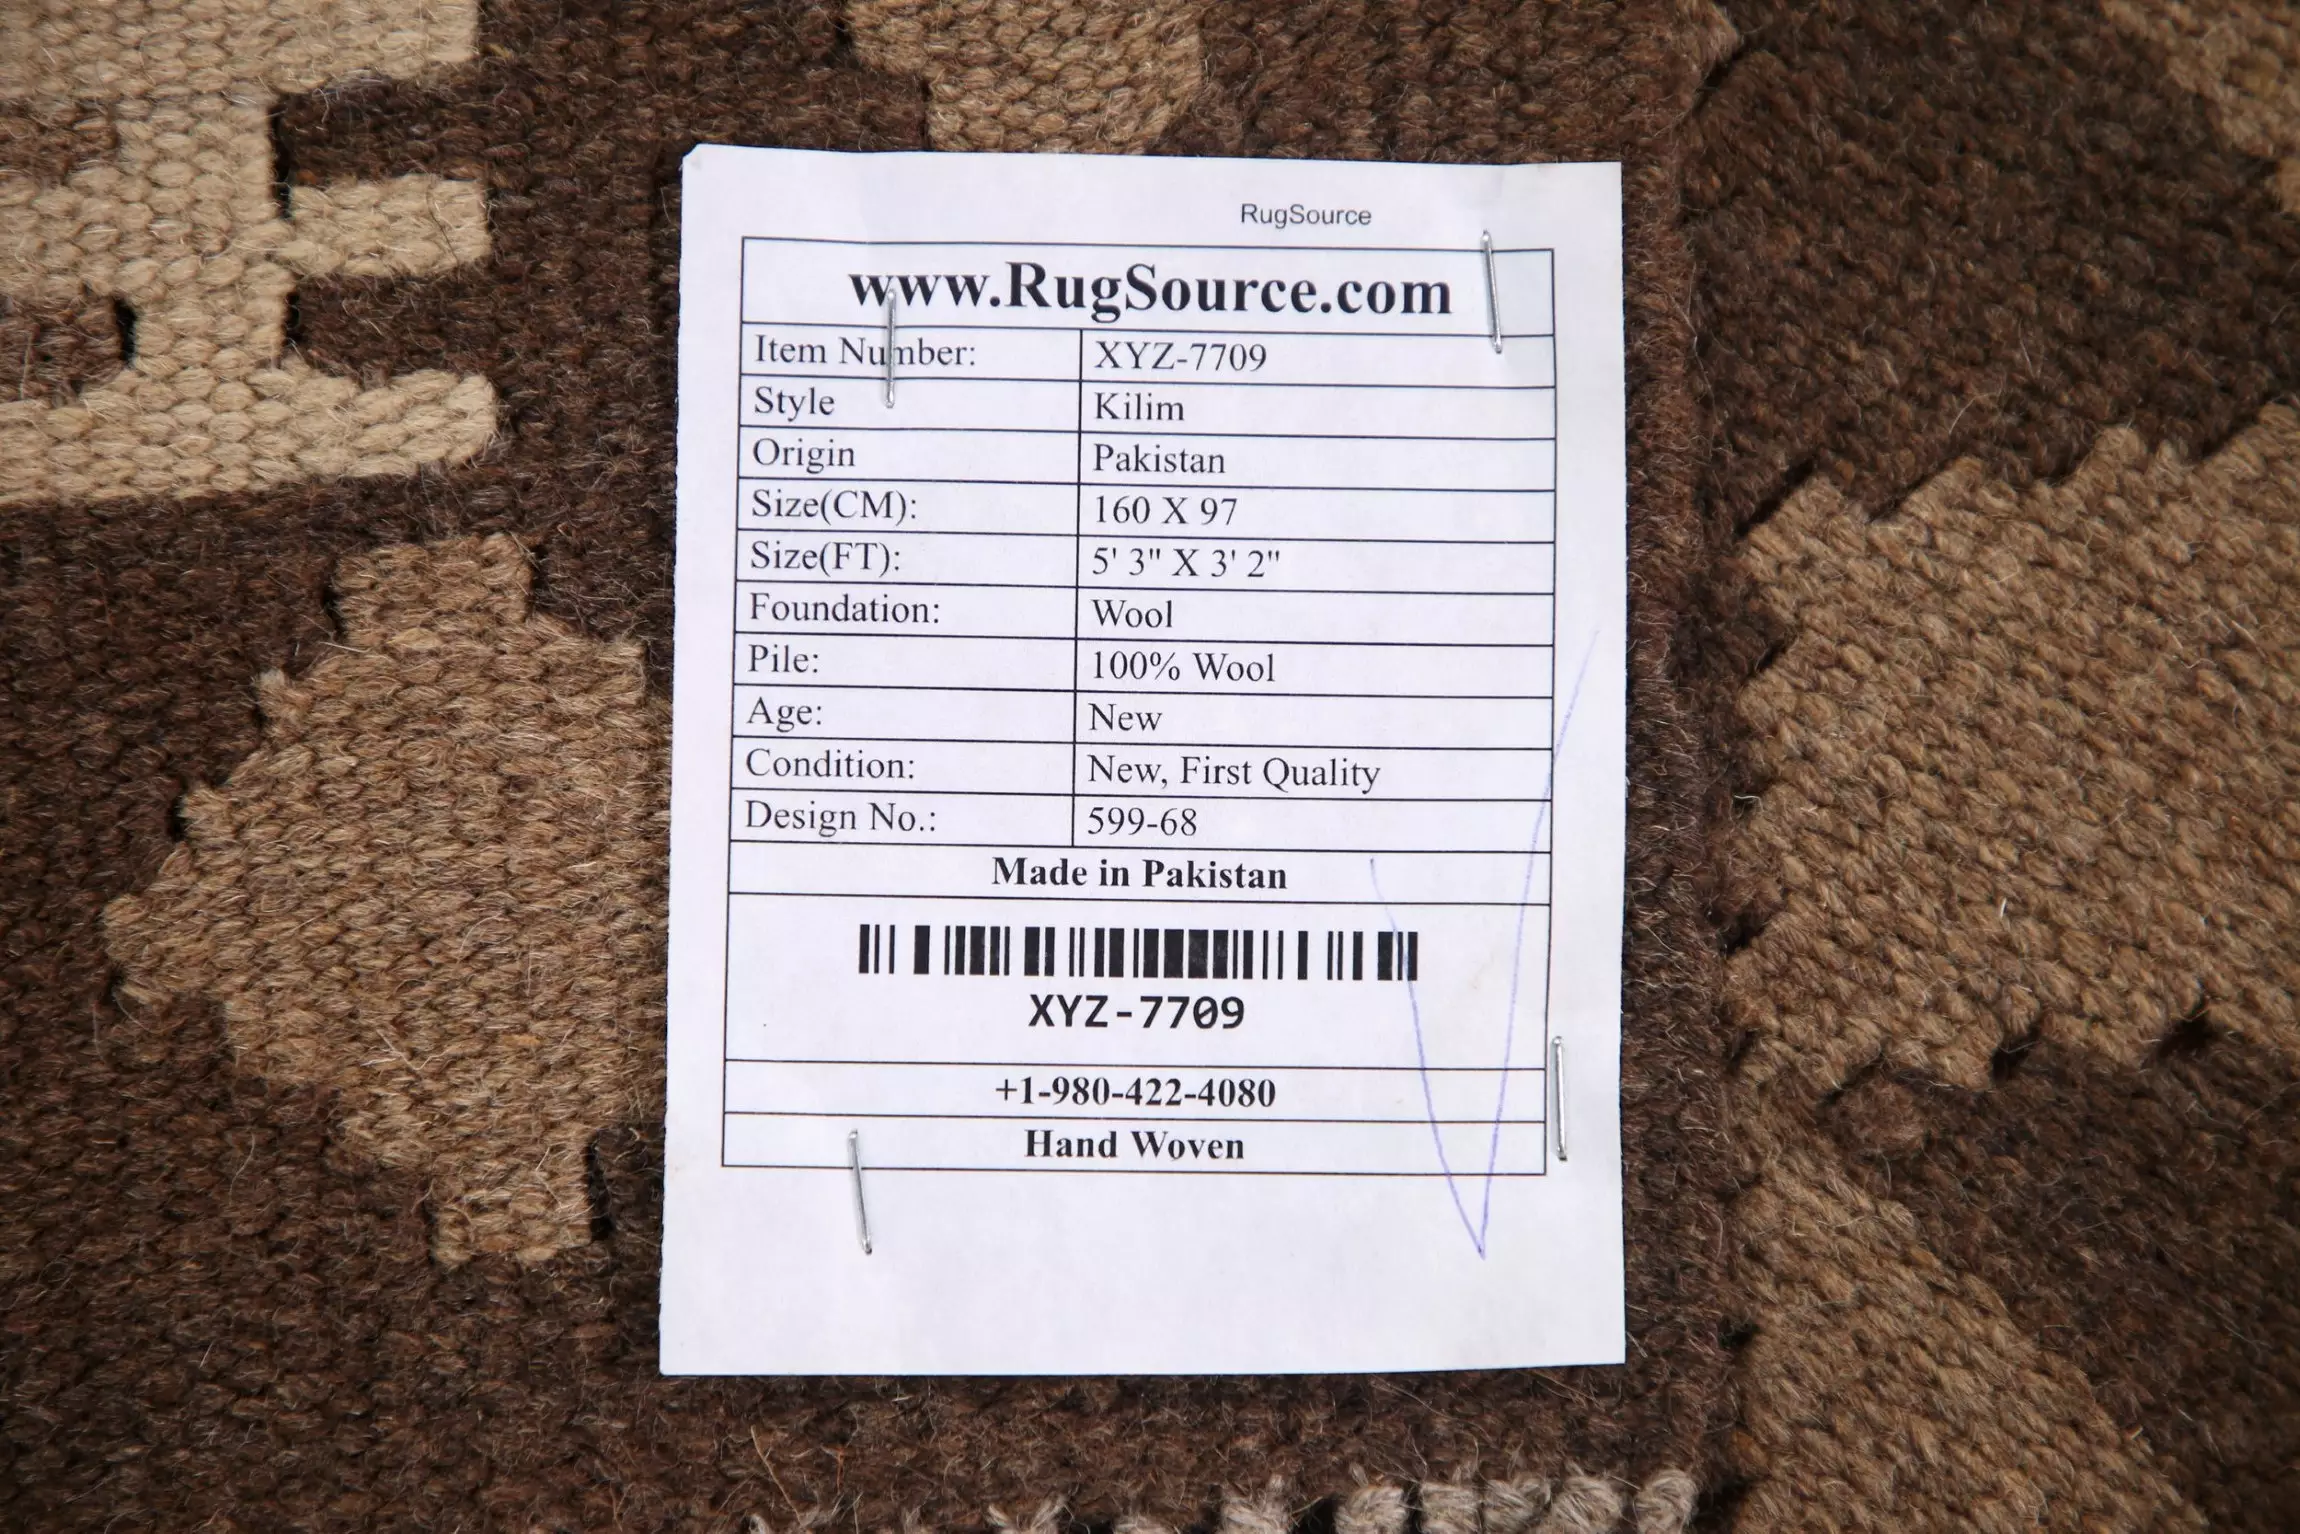 RugSource
www.RugSource.com
Item Number: XYZ-7709
Style Kilim
Origin Pakistan
Size(CM): 160 X 97
Size(FT): 5' 3" X 3' 2"
Foundation: Wool
Pile: 100% Wool
Age: New
Condition: New, First Quality
Design No.: 599-68
Made in Pakistan
XYZ-7709
+1-980-422-4080
Hand Woven